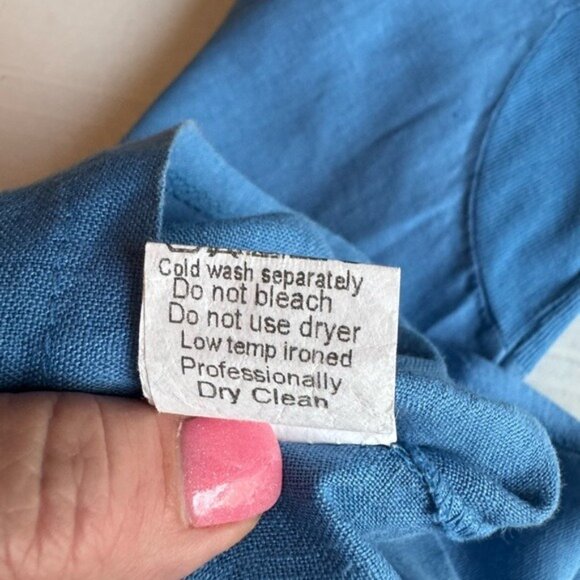 Cold wash separately
Do not bleach
Do not use dryer
Low temp ironed
Professionally
Dry Clean